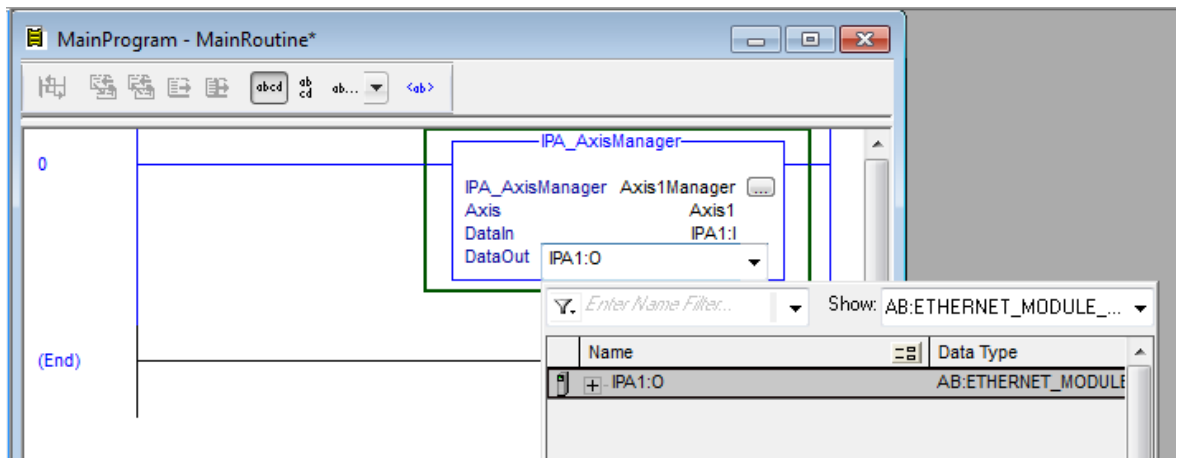 MainProgram - MainRoutine*
abcd ab cd ab... <ab>
0
IPA_AxisManager
IPA_AxisManager Axis1Manager ...
Axis Axis1
DataIn IPA1:I
DataOut IPA1:O
Enter Name Filter... Show: AB:ETHERNET_MODULE_...
(End)
Name Data Type
IPA1:O AB:ETHERNET_MODULE